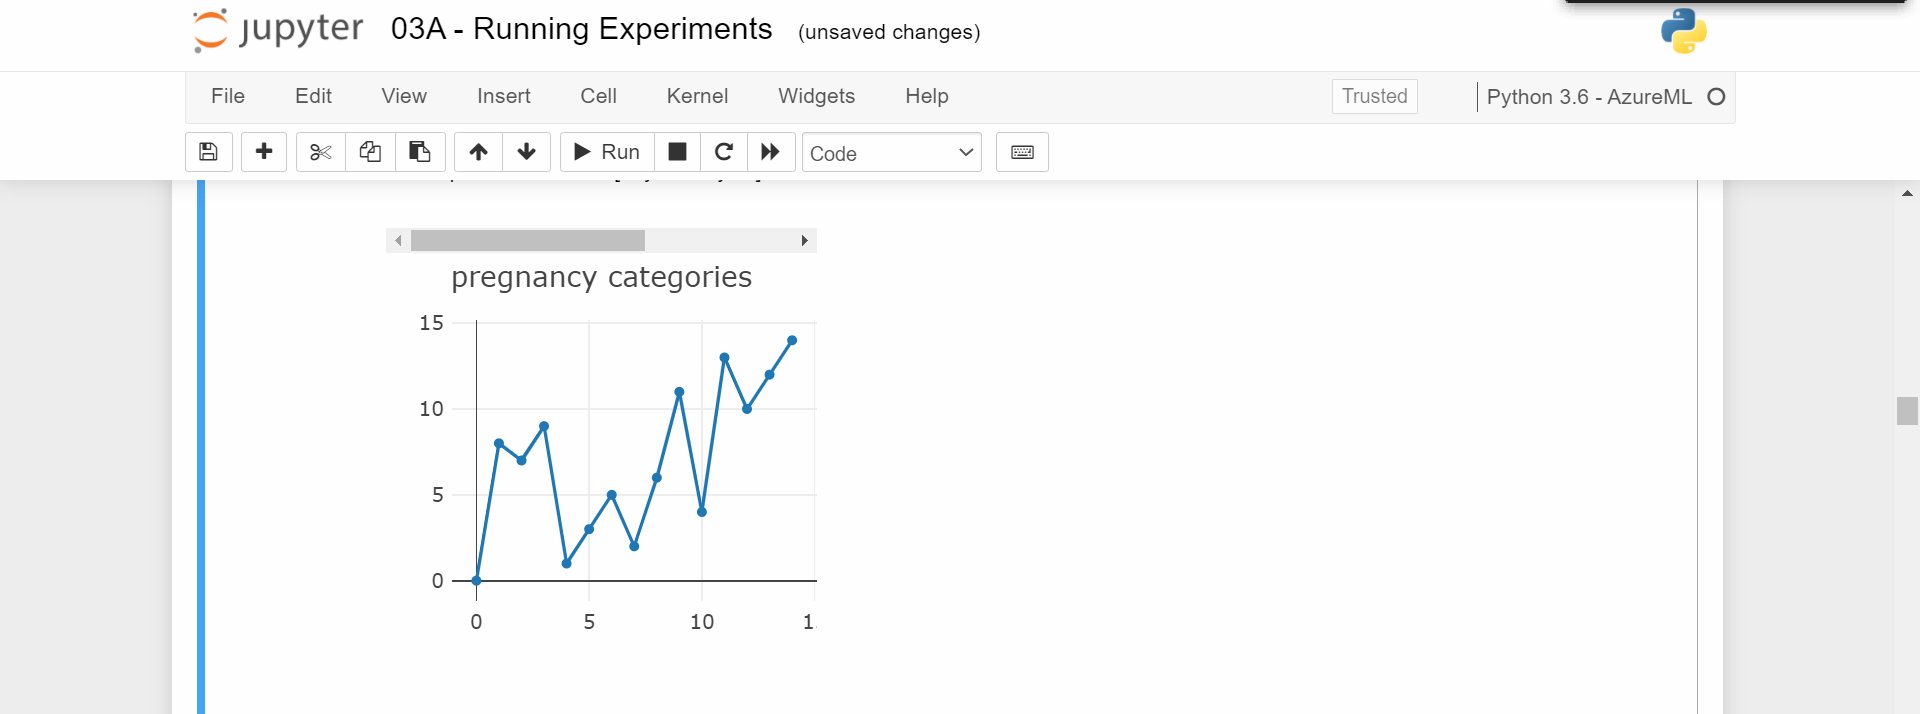 jupyter 03A - Running Experiments (unsaved changes)
File Edit View Insert Cell Kernel Widgets Help Trusted Python 3.6 - AzureML
Run Code
pregnancy categories
15
10
5
0
0 5 10